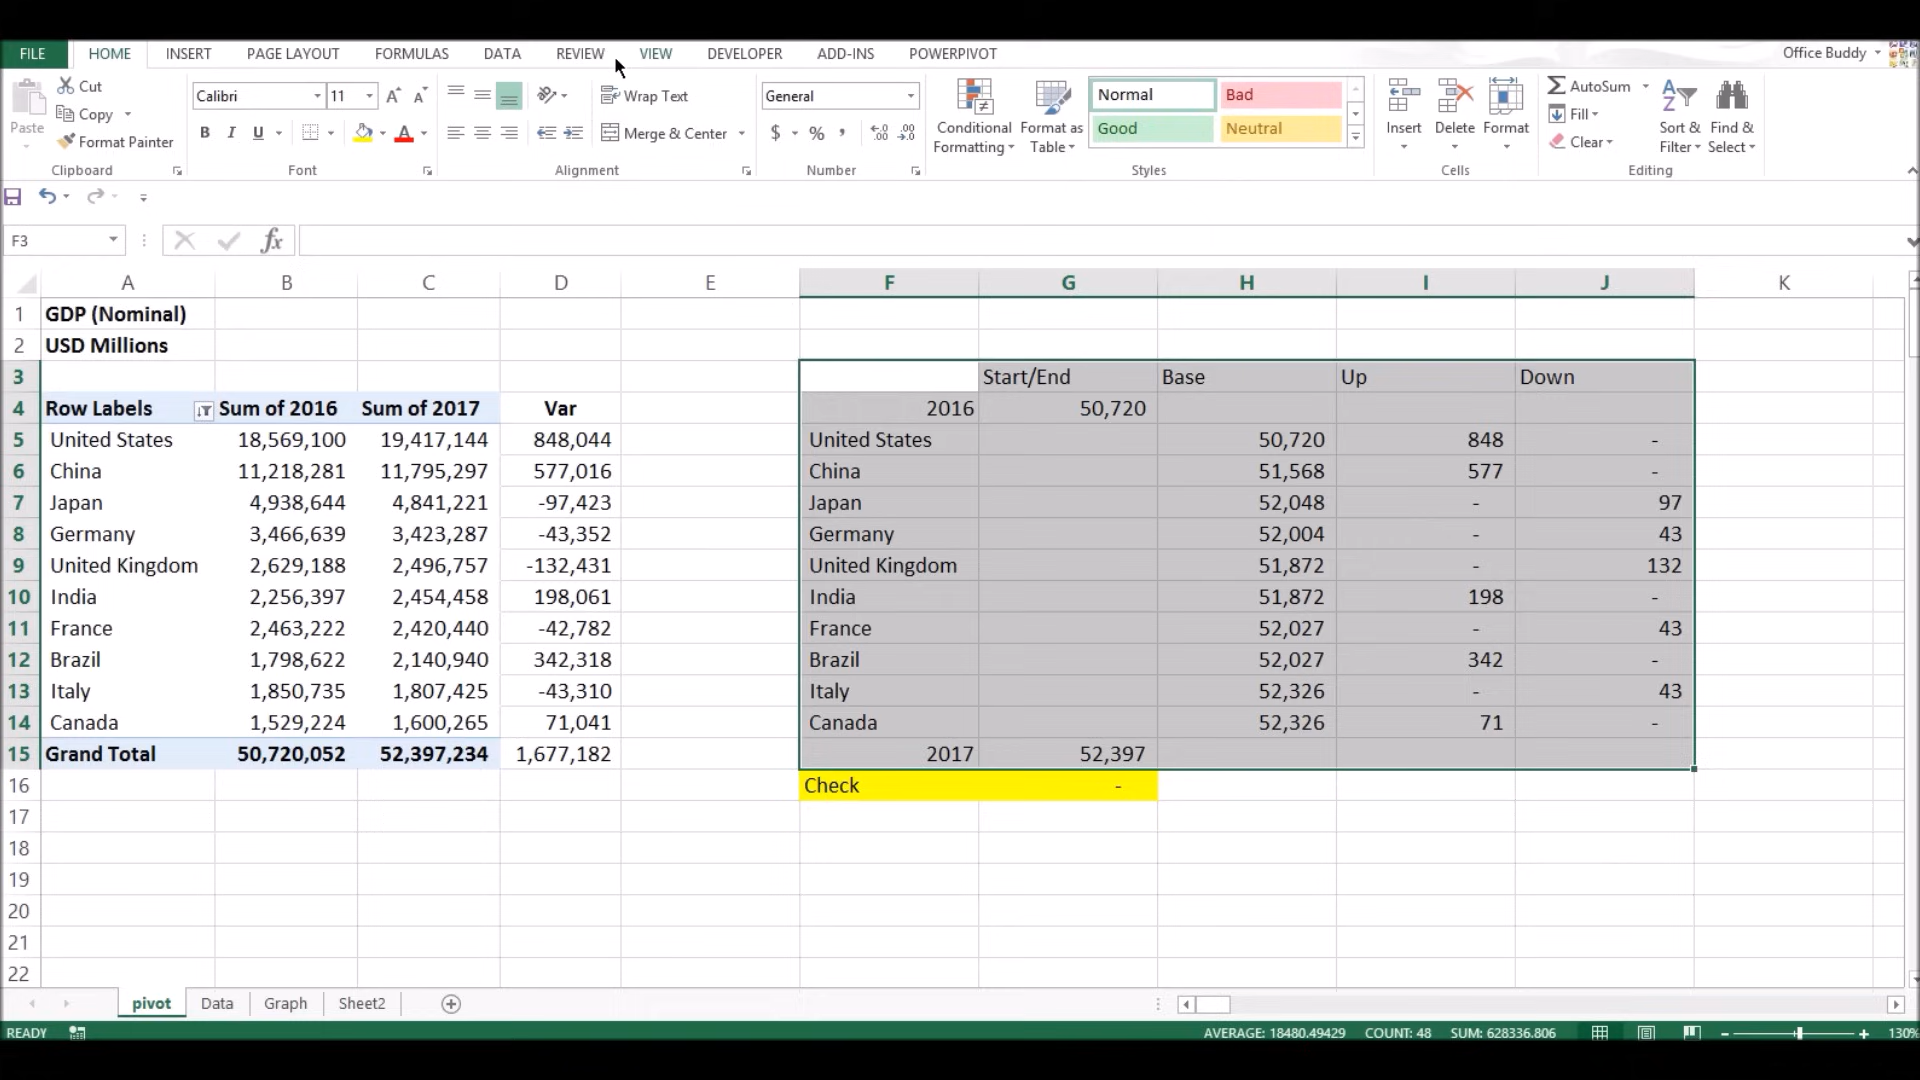 FILE HOME INSERT PAGE LAYOUT FORMULAS DATA REVIEW VIEW DEVELOPER ADD-INS POWERPIVOT Office Buddy
Cut Calibri 11 Wrap Text General Normal Bad AutoSum
Paste Copy Conditional Formatting Format as Table Good Neutral Insert Delete Format Fill Sort & Filter Find & Select
Format Painter B I U A Merge & Center $ % Clear
Clipboard Font Alignment Number Styles Cells Editing
F3 fx
A B C D E F G H I J K
1 GDP (Nominal)
2 USD Millions
3 Start/End Base Up Down
4 Row Labels Sum of 2016 Sum of 2017 Var 2016 50,720
5 United States 18,569,100 19,417,144 848,044 United States 50,720 848 -
6 China 11,218,281 11,795,297 577,016 China 51,568 577 -
7 Japan 4,938,644 4,841,221 -97,423 Japan 52,048 - 97
8 Germany 3,466,639 3,423,287 -43,352 Germany 52,004 - 43
9 United Kingdom 2,629,188 2,496,757 -132,431 United Kingdom 51,872 - 132
10 India 2,256,397 2,454,458 198,061 India 51,872 198 -
11 France 2,463,222 2,420,440 -42,782 France 52,027 - 43
12 Brazil 1,798,622 2,140,940 342,318 Brazil 52,027 342 -
13 Italy 1,850,735 1,807,425 -43,310 Italy 52,326 - 43
14 Canada 1,529,224 1,600,265 71,041 Canada 52,326 71 -
15 Grand Total 50,720,052 52,397,234 1,677,182 2017 52,397
16 Check -
17
18
19
20
21
22
pivot Data Graph Sheet2
READY AVERAGE: 18480.49429 COUNT: 48 SUM: 628336.806 130%